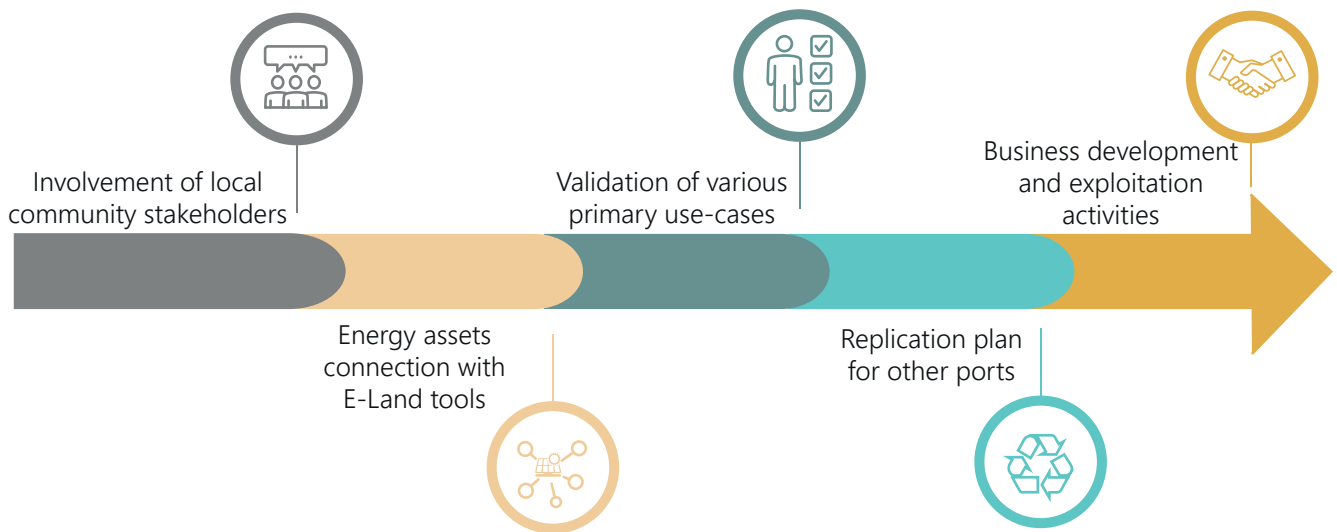 Involvement of local
community stakeholders
Energy assets
connection with
E-Land tools
Validation of various
primary use-cases
Replication plan
for other ports
Business development
and exploitation
activities